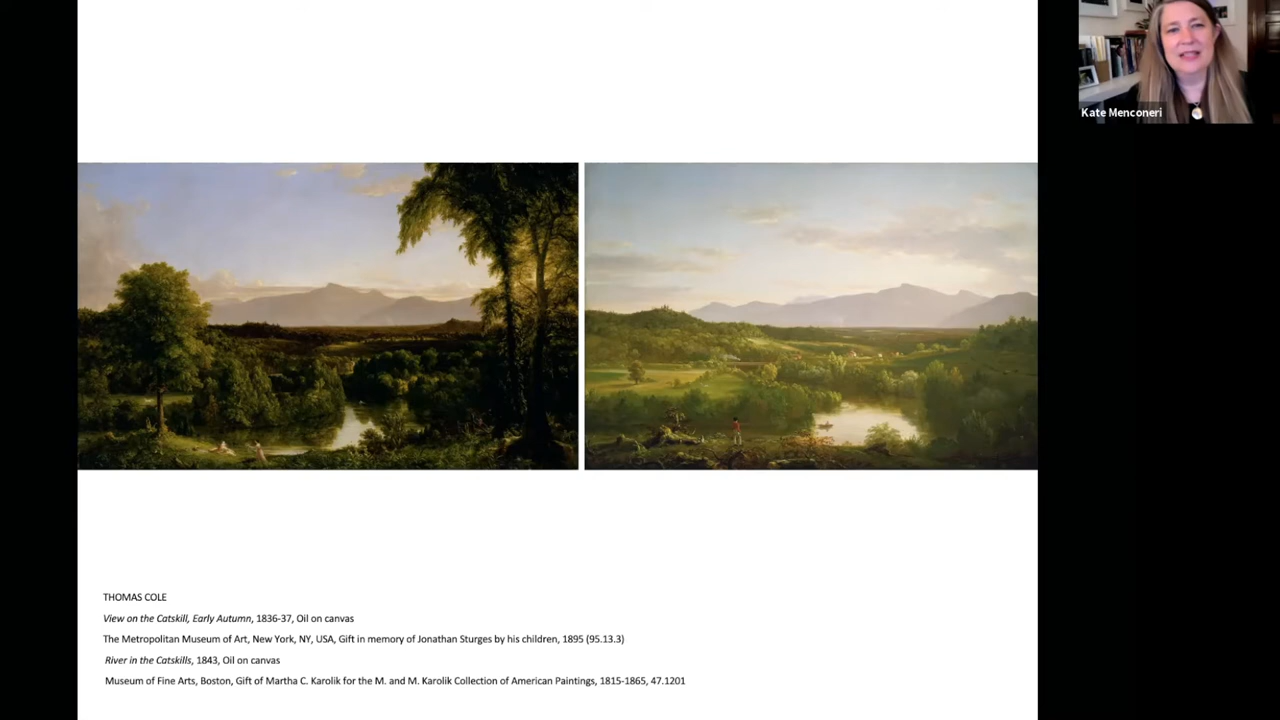 Kate Menconeri
THOMAS COLE
View on the Catskill, Early Autumn, 1836-37, Oil on canvas
The Metropolitan Museum of Art, New York, NY, USA, Gift in memory of Jonathan Sturges by his children, 1895 (95.13.3)
River in the Catskills, 1843, Oil on canvas
Museum of Fine Arts, Boston, Gift of Martha C. Karolik for the M. and M. Karolik Collection of American Paintings, 1815-1865, 47.1201